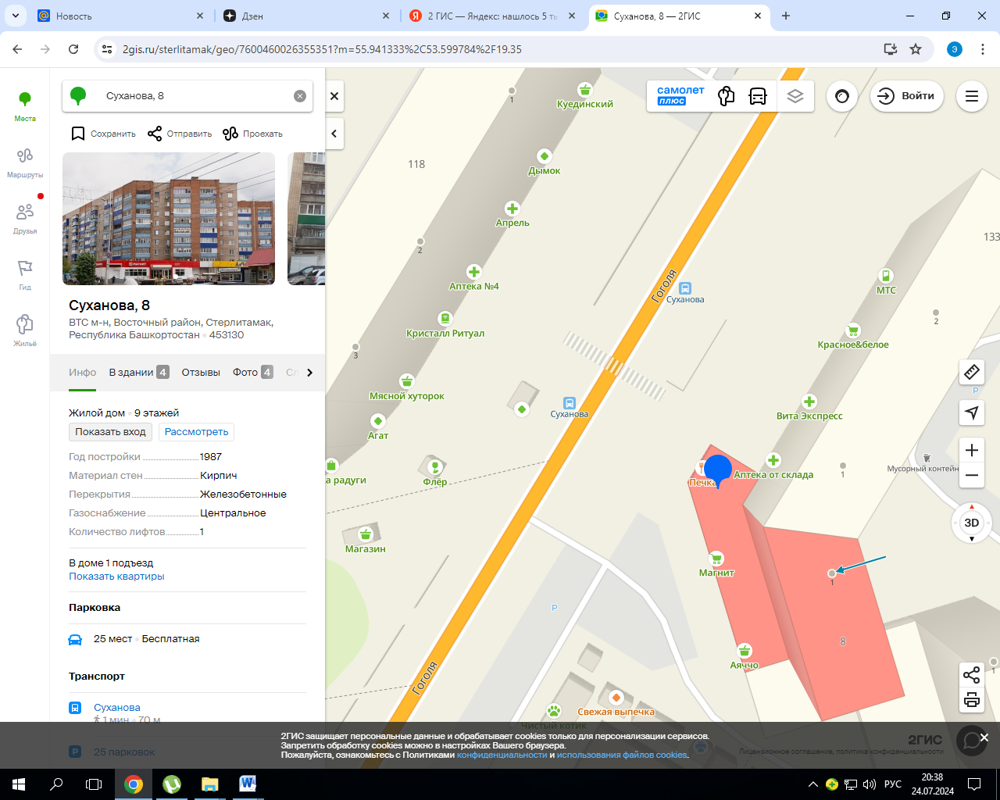 Новость
Дзен
2 ГИС — Яндекс: нашлось 5 ты
Суханова, 8 — 2ГИС
2gis.ru/sterlitamak/geo/7600460026355351?m=55.941333%2C53.599784%2F19.35
Э
Места
Маршруты
Друзья
Гид
Жильё
Суханова, 8
Сохранить
Отправить
Проехать
Суханова, 8
ВТС м-н, Восточный район, Стерлитамак,
Республика Башкортостан • 453130
Инфо
В здании 4
Отзывы
Фото 4
Сл
Жилой дом • 9 этажей
Показать вход
Рассмотреть
Год постройки 1987
Материал стен Кирпич
Перекрытия Железобетонные
Газоснабжение Центральное
Количество лифтов 1
В доме 1 подъезд
Показать квартиры
Парковка
25 мест • Бесплатная
Транспорт
Суханова
1 мин • 70 м
25 парковок
самолет
плюс
Войти
1
Куединский
118
Дымок
Апрель
2
Аптека №4
Кристалл Ритуал
3
Мясной хуторок
Агат
а радуги
Флёр
Магазин
Гоголя
Суханова
Суханова
133
МТС
2
Красное&белое
Вита Экспресс
P
Аптека от склада
1
Мусорный контейн
Печка
Магнит
1
8
Аяччо
1
P
Гоголя
Свежая выпечка
Чистый котик
3D
2ГИС
Лицензионное соглашение, политика конфиденциальности
2ГИС защищает персональные данные и обрабатывает cookies только для персонализации сервисов.
Запретить обработку cookies можно в настройках Вашего браузера.
Пожалуйста, ознакомьтесь с Политиками конфиденциальности и использования файлов cookies.
РУС
20:38
24.07.2024